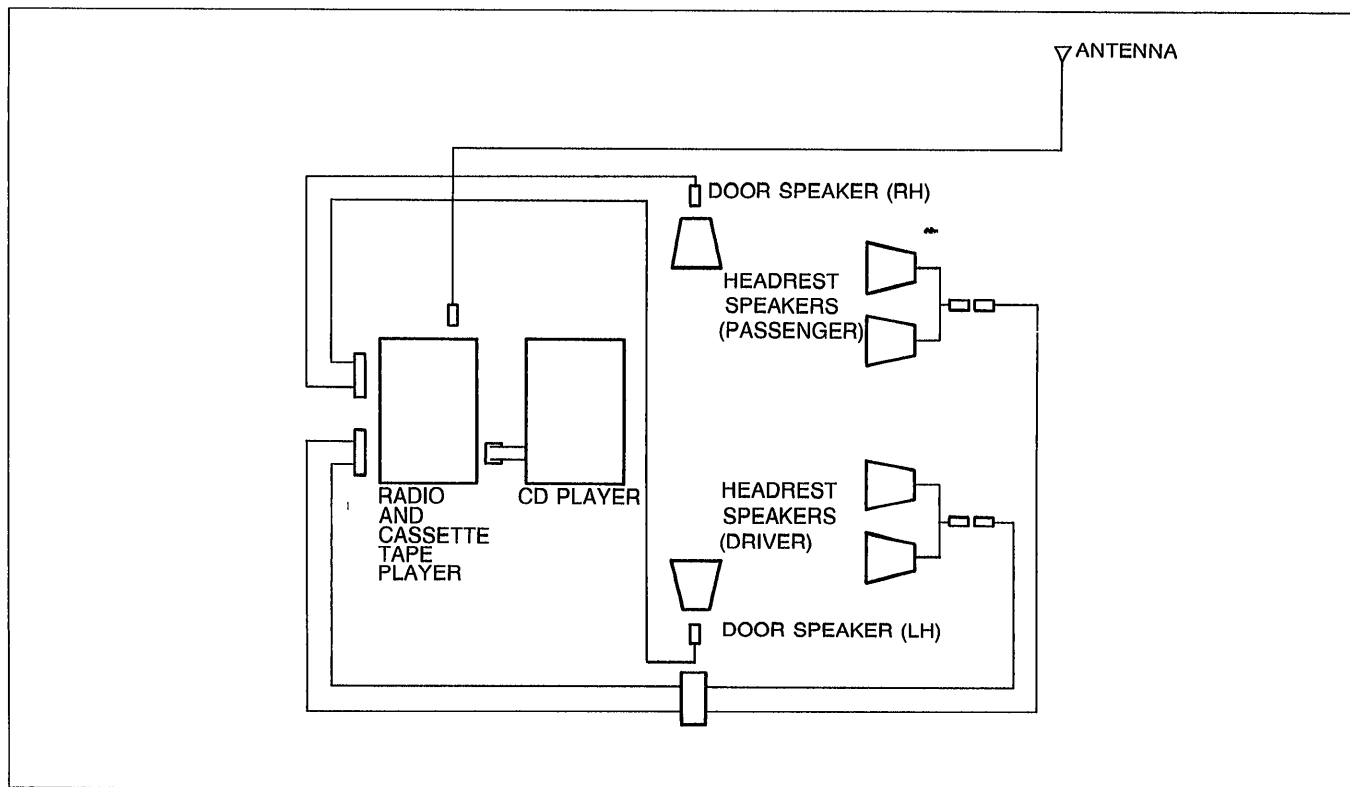 ANTENNA
DOOR SPEAKER (RH)
HEADREST
SPEAKERS
(PASSENGER)
RADIO
AND
CASSETTE
TAPE
PLAYER
CD PLAYER
HEADREST
SPEAKERS
(DRIVER)
DOOR SPEAKER (LH)